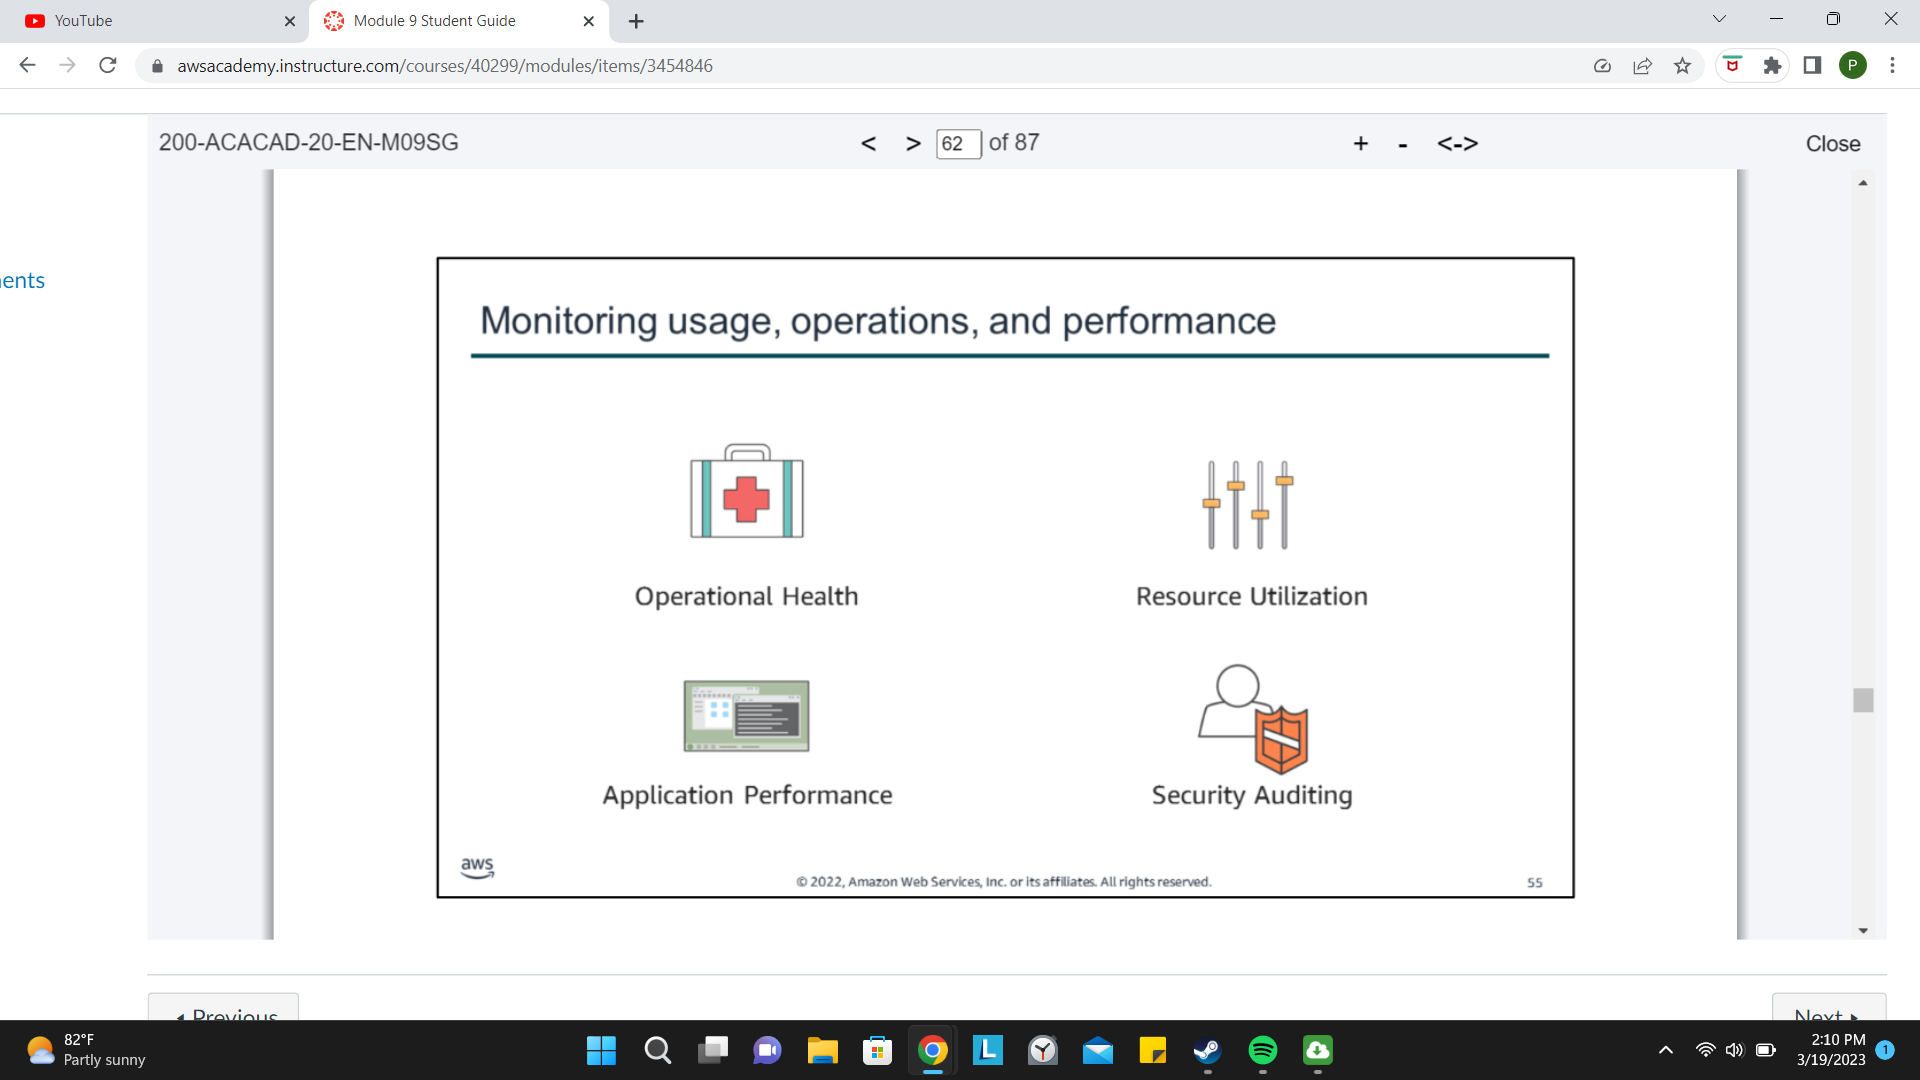 YouTube
Module 9 Student Guide
awsacademy.instructure.com/courses/40299/modules/items/3454846
P
200-ACACAD-20-EN-M09SG
< > 62 of 87
+ - <->
Close
ents
Monitoring usage, operations, and performance
Operational Health
Resource Utilization
Application Performance
Security Auditing
aws
© 2022, Amazon Web Services, Inc. or its affiliates. All rights reserved.
55
Previous
Next
82°F
Partly sunny
L
2:10 PM
3/19/2023
1